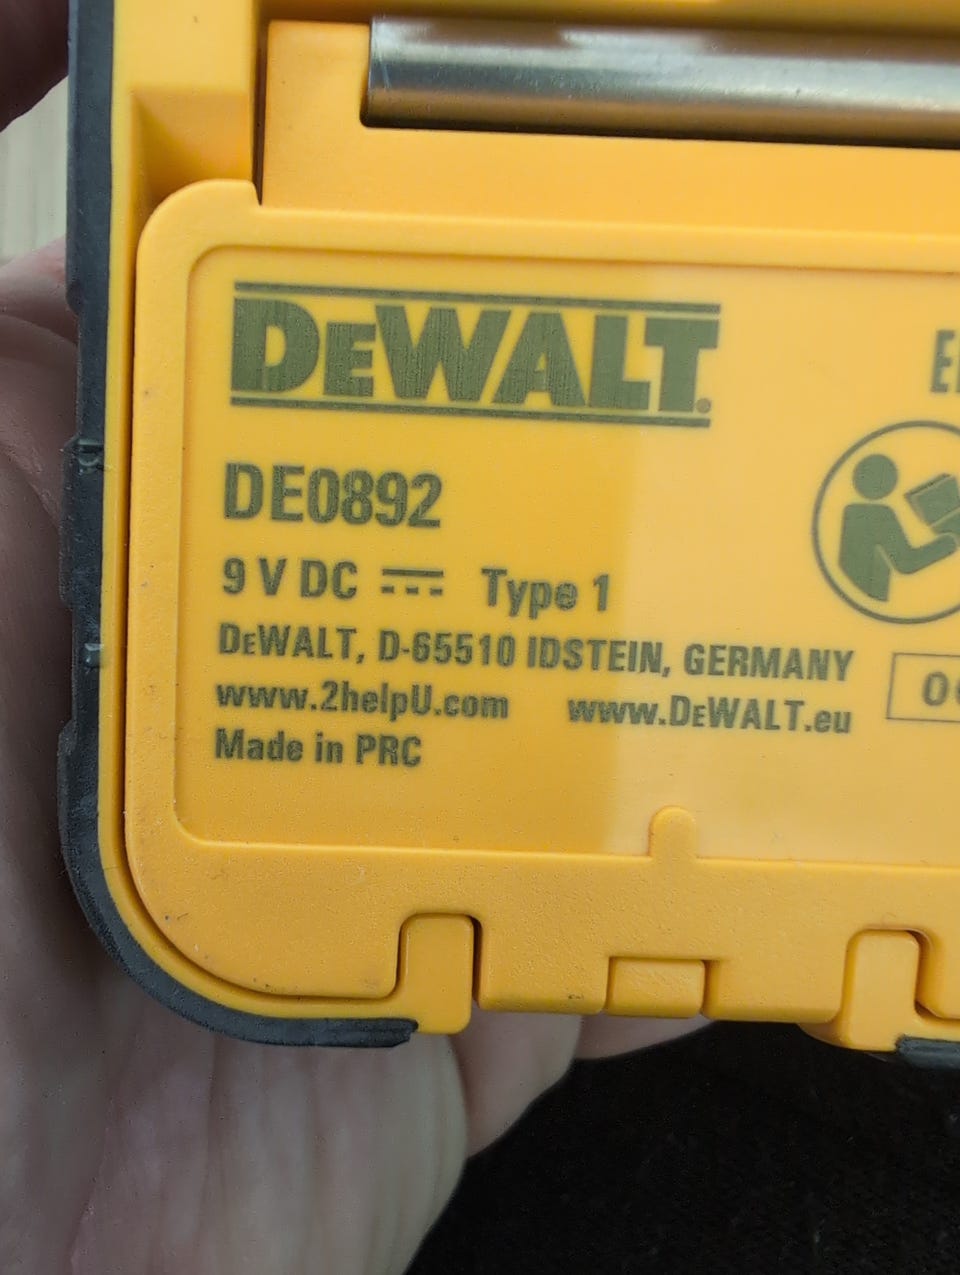 DEWALT
DE0892
9 V DC Type 1
DEWALT, D-65510 IDSTEIN, GERMANY
www.2helpU.com www.DEWALT.eu
Made in PRC